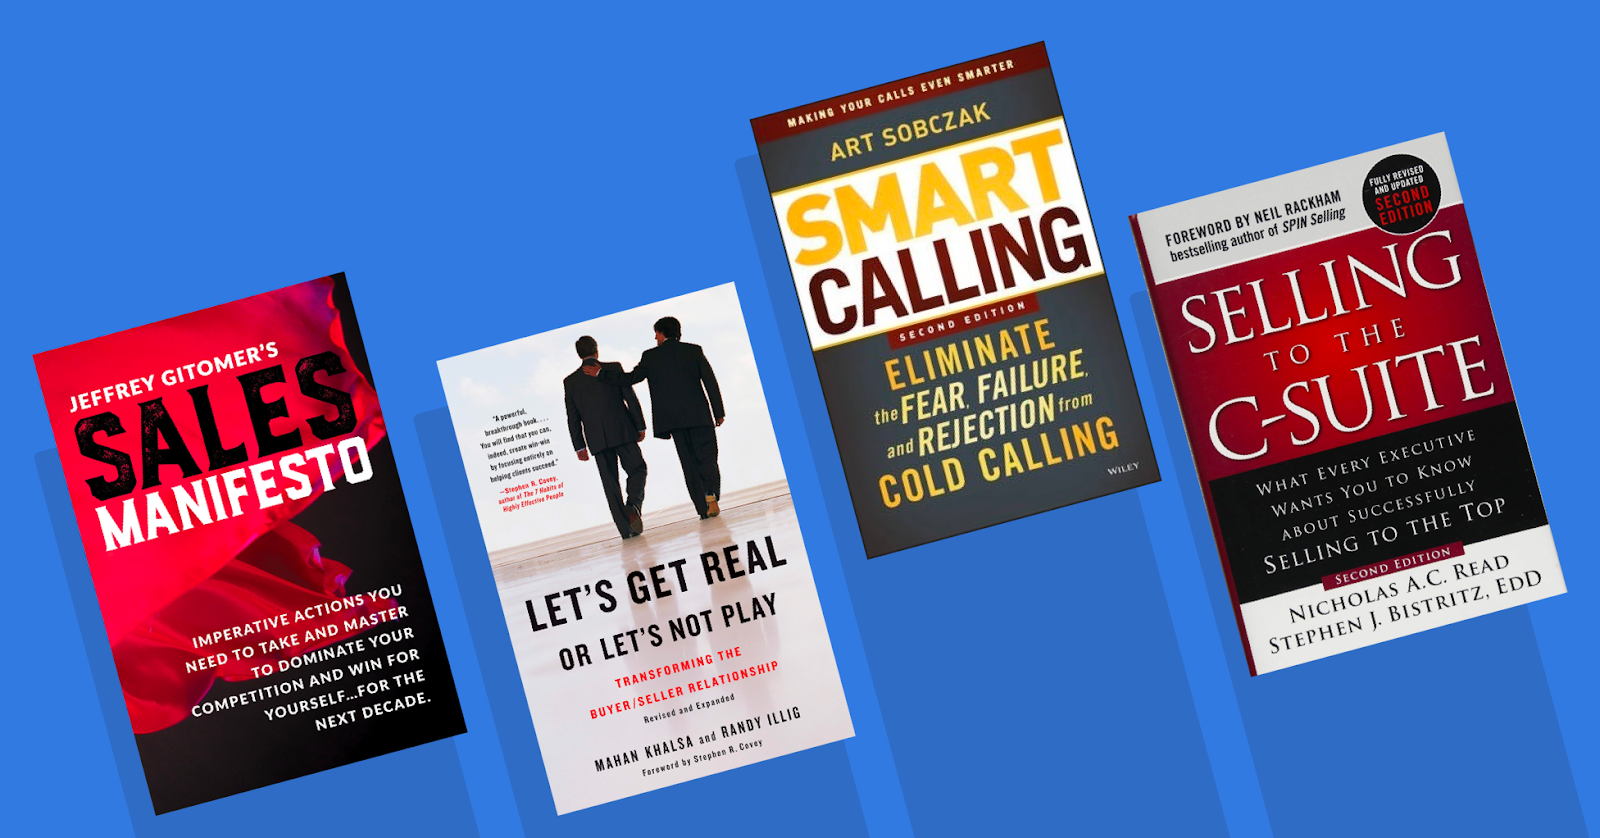 JEFFREY GITOMER'S
SALES
MANIFESTO
IMPERATIVE ACTIONS YOU
NEED TO TAKE AND MASTER
TO DOMINATE YOUR
COMPETITION AND WIN FOR
YOURSELF...FOR THE
NEXT DECADE.
"A powerful,
breakthrough book. . . .
You will find that you can,
indeed, create win-win
by focusing entirely on
helping clients succeed."
—Stephen R. Covey,
author of The 7 Habits of
Highly Effective People
LET'S GET REAL
OR LET'S NOT PLAY
TRANSFORMING THE
BUYER/SELLER RELATIONSHIP
Revised and Expanded
MAHAN KHALSA and RANDY ILLIG
Foreword by Stephen R. Covey
MAKING YOUR CALLS EVEN SMARTER
ART SOBCZAK
SMART
CALLING
SECOND EDITION
ELIMINATE
the FEAR, FAILURE,
and REJECTION from
COLD CALLING
WILEY
FOREWORD BY NEIL RACKHAM
bestselling author of SPIN Selling
FULLY REVISED
AND UPDATED
SECOND
EDITION
SELLING
TO THE
C-SUITE
WHAT EVERY EXECUTIVE
WANTS YOU TO KNOW
ABOUT SUCCESSFULLY
SELLING TO THE TOP
SECOND EDITION
NICHOLAS A.C. READ
STEPHEN J. BISTRITZ, EDD